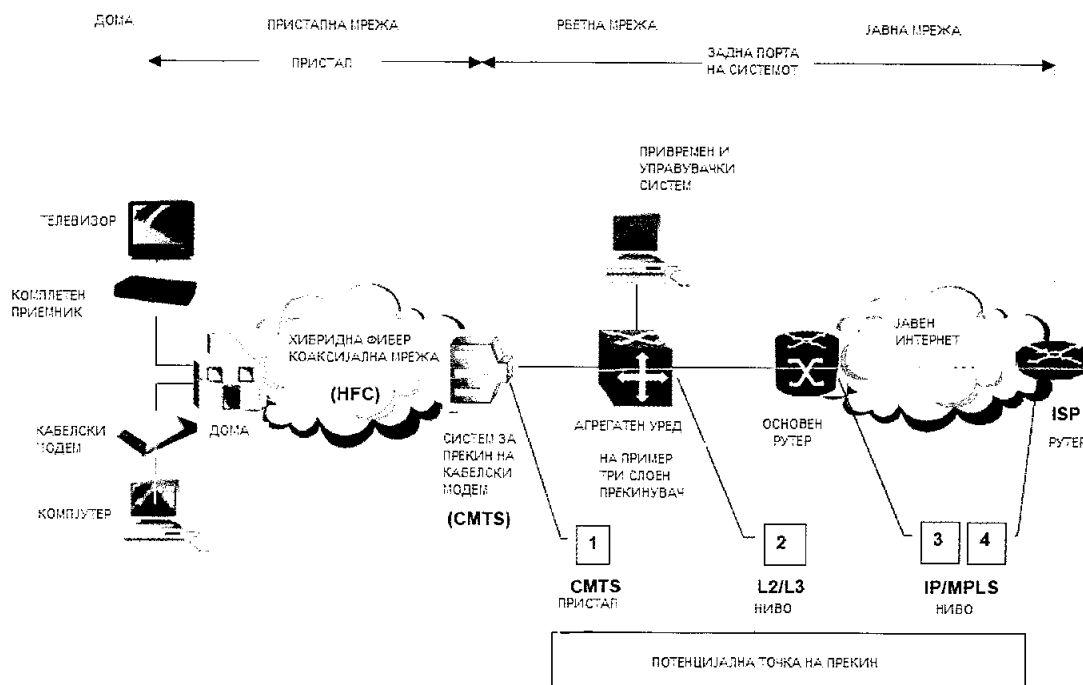 ДОМА
ПРИСТАПНА МРЕЖА
РВЕТНА МРЕЖА
ЈАВНА МРЕЖА
ПРИСТАП
ЗАДНА ПОРТА
НА СИСТЕМОТ
ПРИВРЕМЕН И
УПРАВУВАЧКИ
СИСТЕМ
ТЕЛЕВИЗОР
КОМПЛЕТЕН
ПРИЕМНИК
ХИБРИДНА ФИБЕР
КОАКСИЈАЛНА МРЕЖА
(HFC)
ЈАВЕН
ИНТЕРНЕТ
КАБЕЛСКИ
МОДЕМ
ДОМА
СИСТЕМ ЗА
ПРЕКИН НА
КАБЕЛСКИ
МОДЕМ
(CMTS)
АГРЕГАТЕН УРЕД
НА ПРИМЕР
ТРИ СЛОЕН
ПРЕКИНУВАЧ
ОСНОВЕН
РУТЕР
ISP
РУТЕР
КОМПЈУТЕР
1
2
3
4
CMTS
ПРИСТАП
L2/L3
НИВО
IP/MPLS
НИВО
ПОТЕНЦИЈАЛНА ТОЧКА НА ПРЕКИН